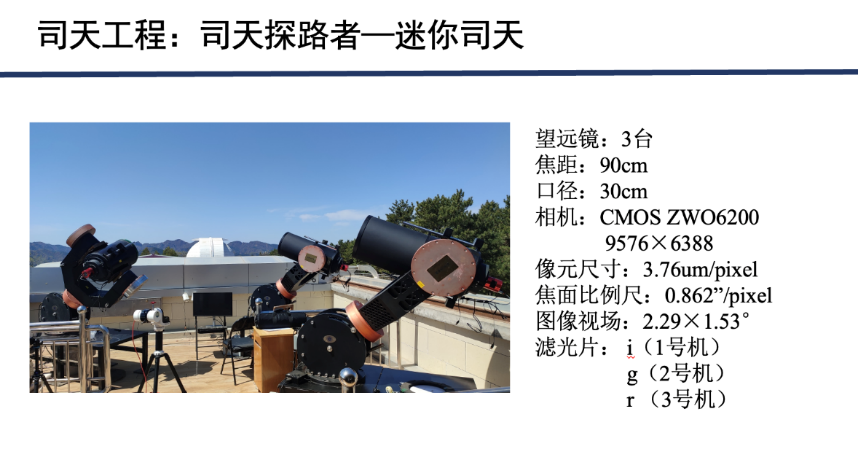 司天工程：司天探路者—迷你司天
望远镜：3台
焦距：90cm
口径：30cm
相机：CMOS ZWO6200
9576×6388
像元尺寸：3.76um/pixel
焦面比例尺：0.862”/pixel
图像视场：2.29×1.53°
滤光片： i（1号机）
g（2号机）
r （3号机）